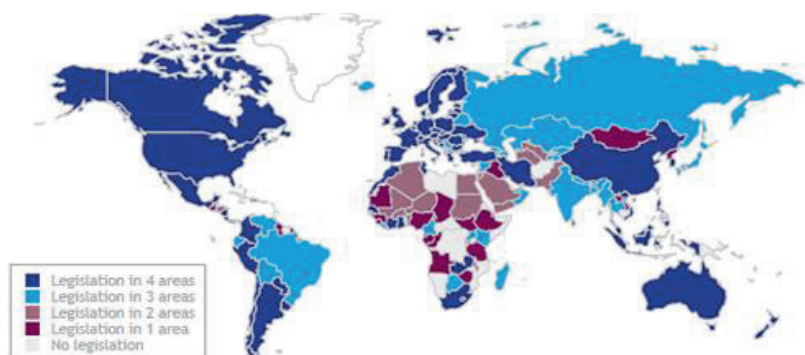 Legislation in 4 areas
Legislation in 3 areas
Legislation in 2 areas
Legislation in 1 area
No legislation